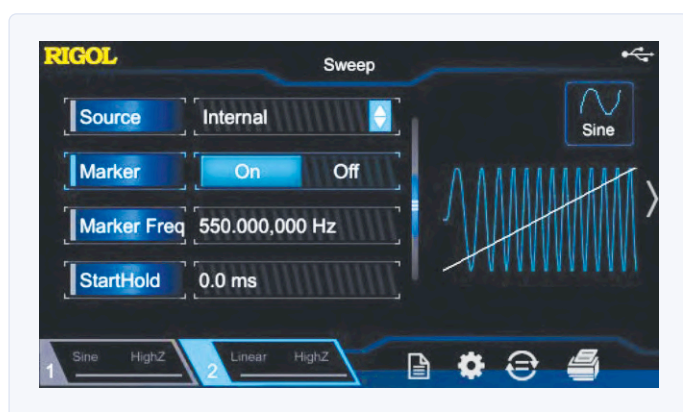 RIGOL
Sweep
Source Internal
Sine
Marker On Off
Marker Freq 550.000,000 Hz
StartHold 0.0 ms
1 Sine HighZ 2 Linear HighZ